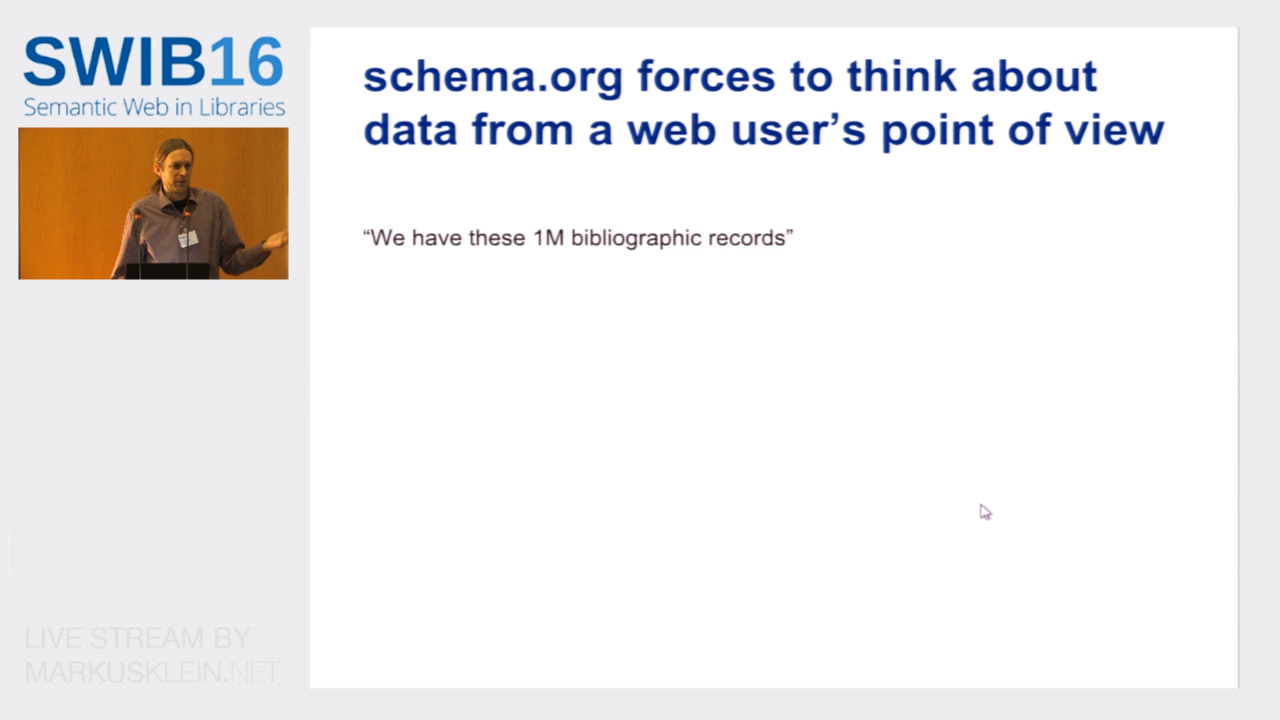 SWIB16
Semantic Web in Libraries
schema.org forces to think about
data from a web user’s point of view
“We have these 1M bibliographic records”
LIVE STREAM BY
MARKUSKLEIN.NET